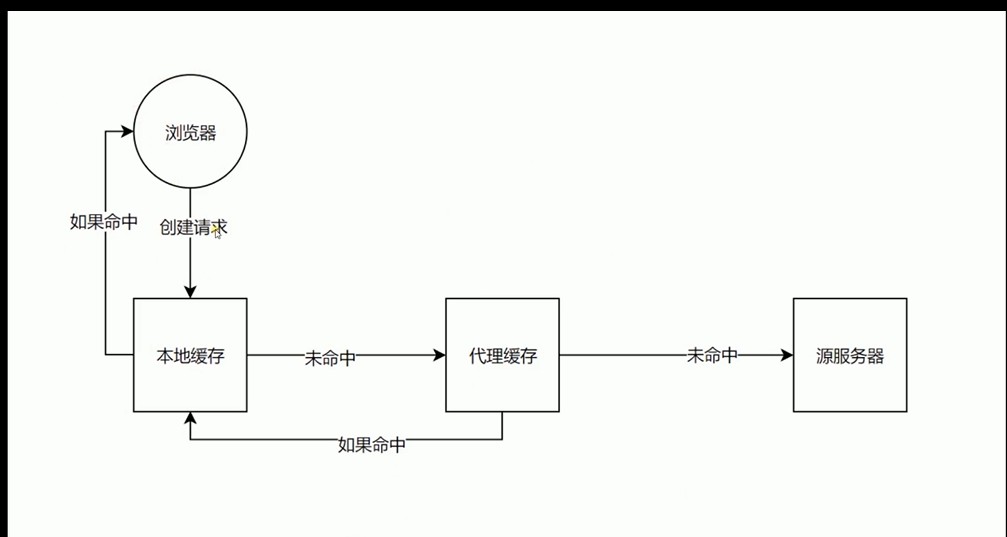 浏览器
如果命中
创建请求
本地缓存
未命中
代理缓存
未命中
源服务器
如果命中